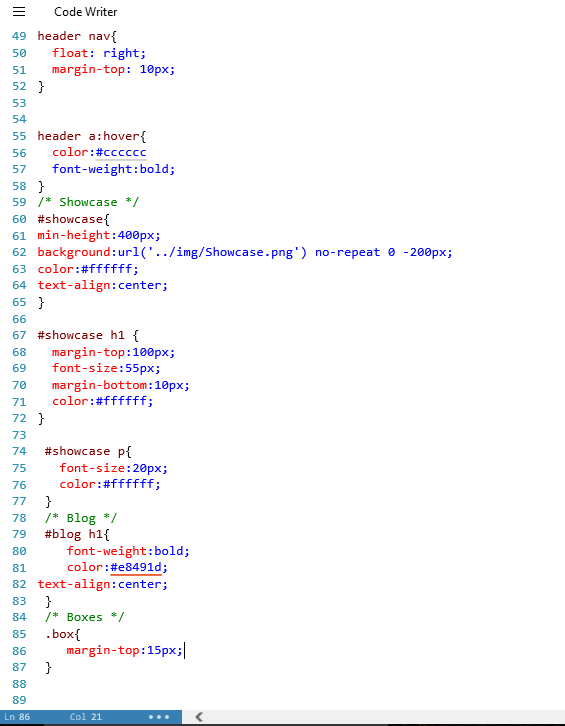 Code Writer
49 header nav{
50   float: right;
51   margin-top: 10px;
52 }
53
54
55 header a:hover{
56   color:#cccccc
57   font-weight:bold;
58 }
59 /* Showcase */
60 #showcase{
61 min-height:400px;
62 background:url('../img/Showcase.png') no-repeat 0 -200px;
63 color:#ffffff;
64 text-align:center;
65 }
66
67 #showcase h1 {
68   margin-top:100px;
69   font-size:55px;
70   margin-bottom:10px;
71   color:#ffffff;
72 }
73
74  #showcase p{
75    font-size:20px;
76    color:#ffffff;
77  }
78  /* Blog */
79  #blog h1{
80     font-weight:bold;
81     color:#e8491d;
82 text-align:center;
83  }
84  /* Boxes */
85  .box{
86     margin-top:15px;
87  }
88
89
Ln 86 Col 21